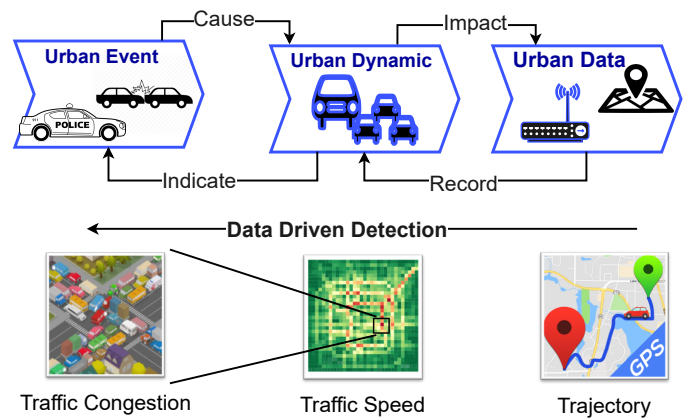 Cause
Impact
Urban Event
Urban Dynamic
Urban Data
POLICE
Indicate
Record
Data Driven Detection
GPS
Traffic Congestion
Traffic Speed
Trajectory